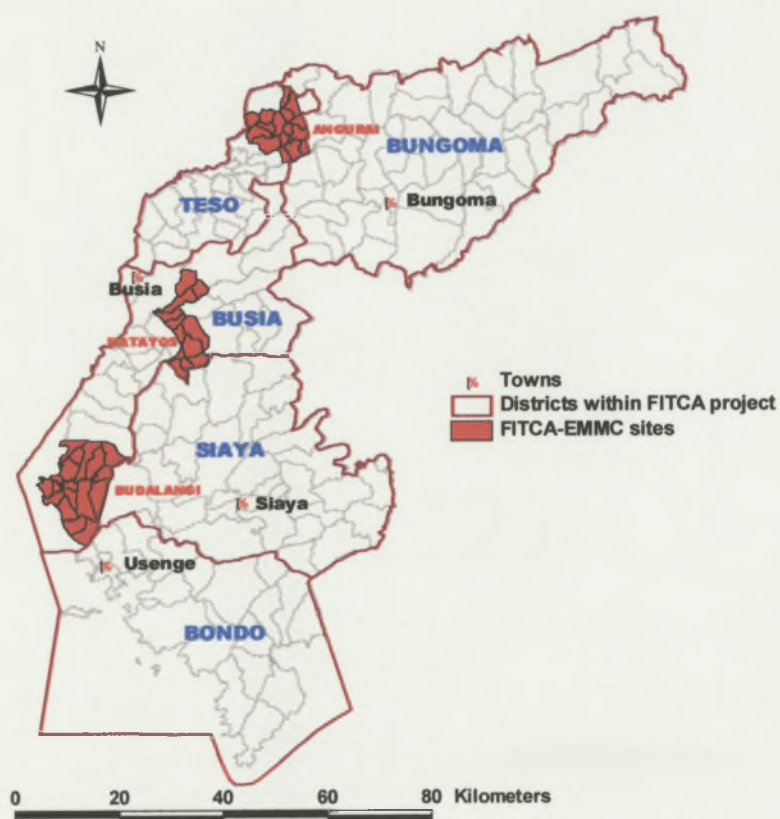 N
ANGURAI
BUNGOMA
Bungoma
TESO
Busia
BUSIA
MATAYOS
Towns
Districts within FITCA project
FITCA-EMMC sites
SIAYA
BUDALANGI
Siaya
Usenge
BONDO
0 20 40 60 80 Kilometers